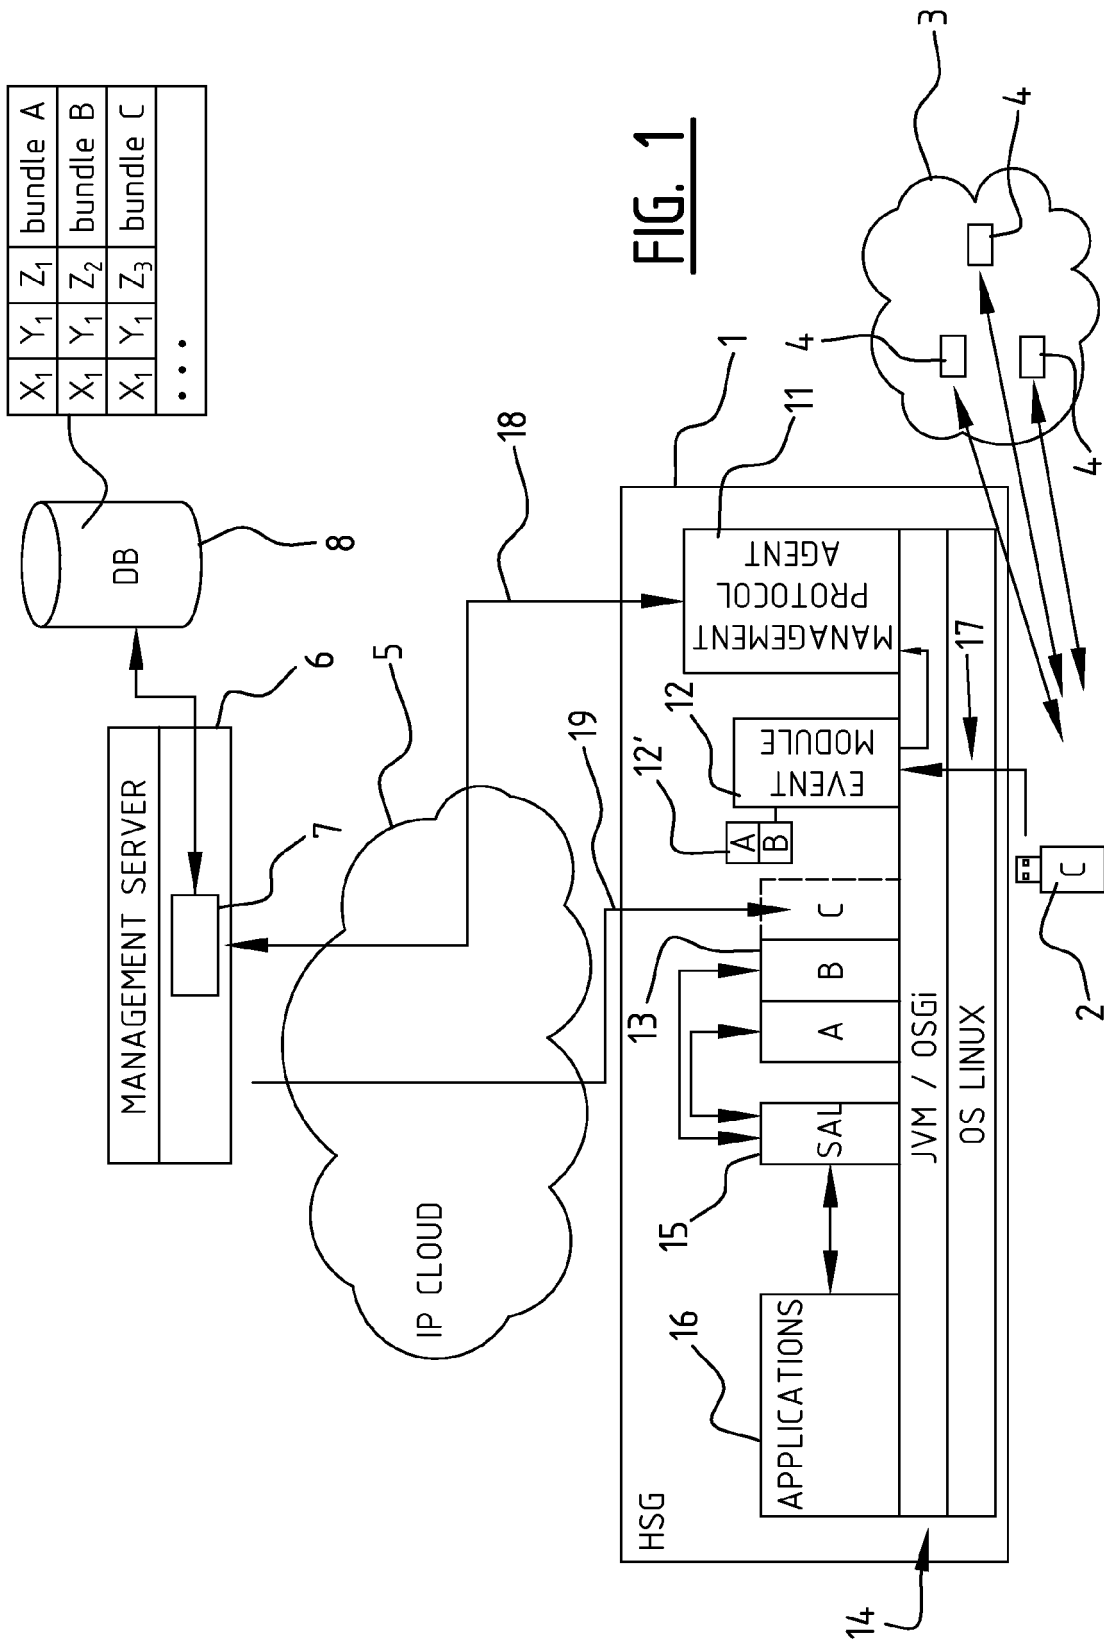 X1 Y1 Z1 bundle A
X1 Y1 Z2 bundle B
X1 Y1 Z3 bundle C
...
DB
8
MANAGEMENT SERVER
6
7
5
IP CLOUD
18
19
FIG. 1
HSG
1
APPLICATIONS
16
SAL
15
A
B
C
13
A
B
12'
EVENT
MODULE
12
MANAGEMENT
PROTOCOL
AGENT
11
JVM / OSGi
OS LINUX
14
17
C
2
3
4
4
4